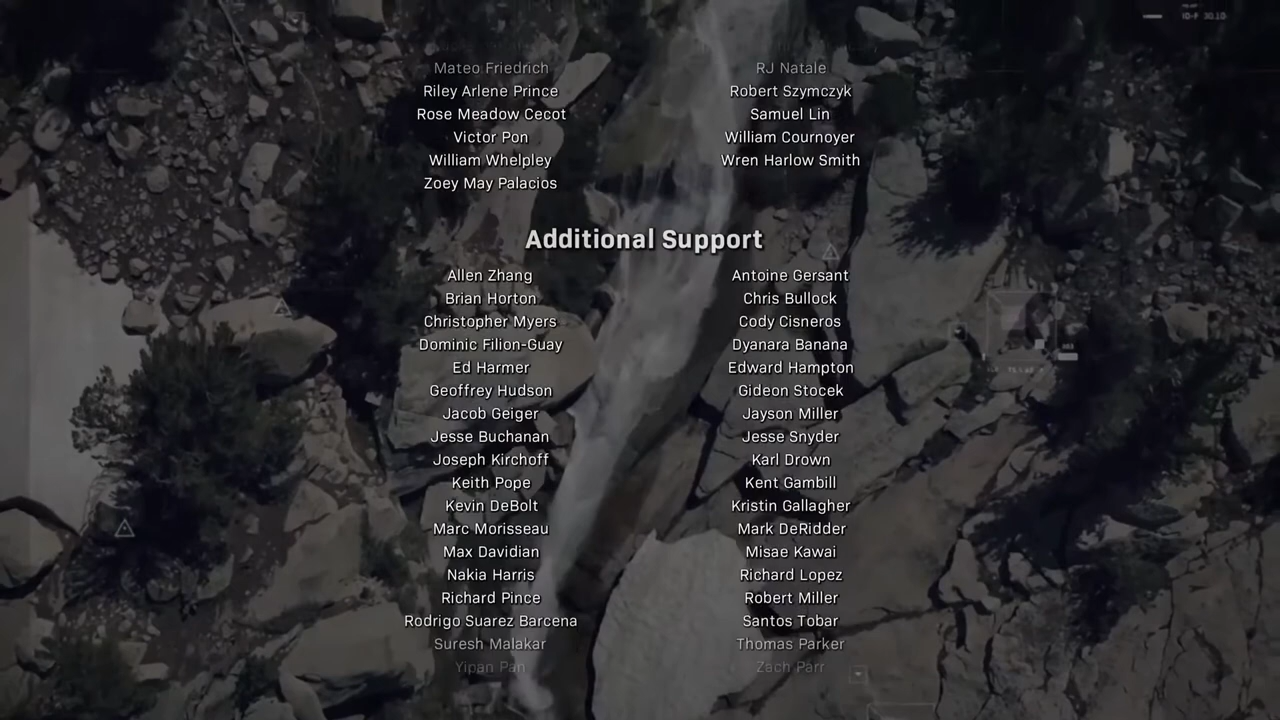 ID-F 30.10
Mateo Friedrich RJ Natale
Riley Arlene Prince Robert Szymczyk
Rose Meadow Cecot Samuel Lin
Victor Pon William Cournoyer
William Whelpley Wren Harlow Smith
Zoey May Palacios
Additional Support
Allen Zhang Antoine Gersant
Brian Horton Chris Bullock
Christopher Myers Cody Cisneros
Dominic Filion-Guay Dyanara Banana
Ed Harmer Edward Hampton
Geoffrey Hudson Gideon Stocek
Jacob Geiger Jayson Miller
Jesse Buchanan Jesse Snyder
Joseph Kirchoff Karl Drown
Keith Pope Kent Gambill
Kevin DeBolt Kristin Gallagher
Marc Morisseau Mark DeRidder
Max Davidian Misae Kawai
Nakia Harris Richard Lopez
Richard Pince Robert Miller
Rodrigo Suarez Barcena Santos Tobar
Suresh Malakar Thomas Parker
Yipan Pan Zach Parr